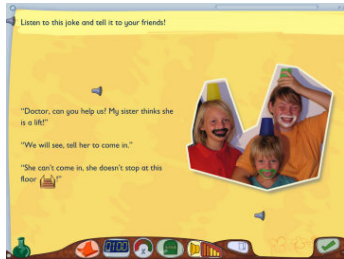 Listen to this joke and tell it to your friends!
“Doctor, can you help us? My sister thinks she
is a lift!”
“We will see, tell her to come in.”
“She can't come in, she doesn't stop at this
floor !”